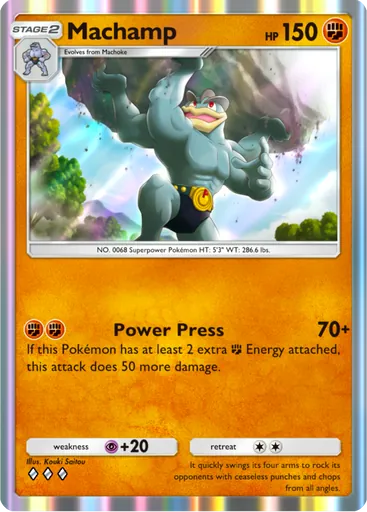 STAGE2 Machamp HP 150
Evolves from Machoke
NO. 0068 Superpower Pokémon HT: 5'3" WT: 286.6 lbs.
Power Press 70+
If this Pokémon has at least 2 extra Energy attached,
this attack does 50 more damage.
weakness +20 retreat
Illus. Kouki Saitou
It quickly swings its four arms to rock its
opponents with ceaseless punches and chops
from all angles.